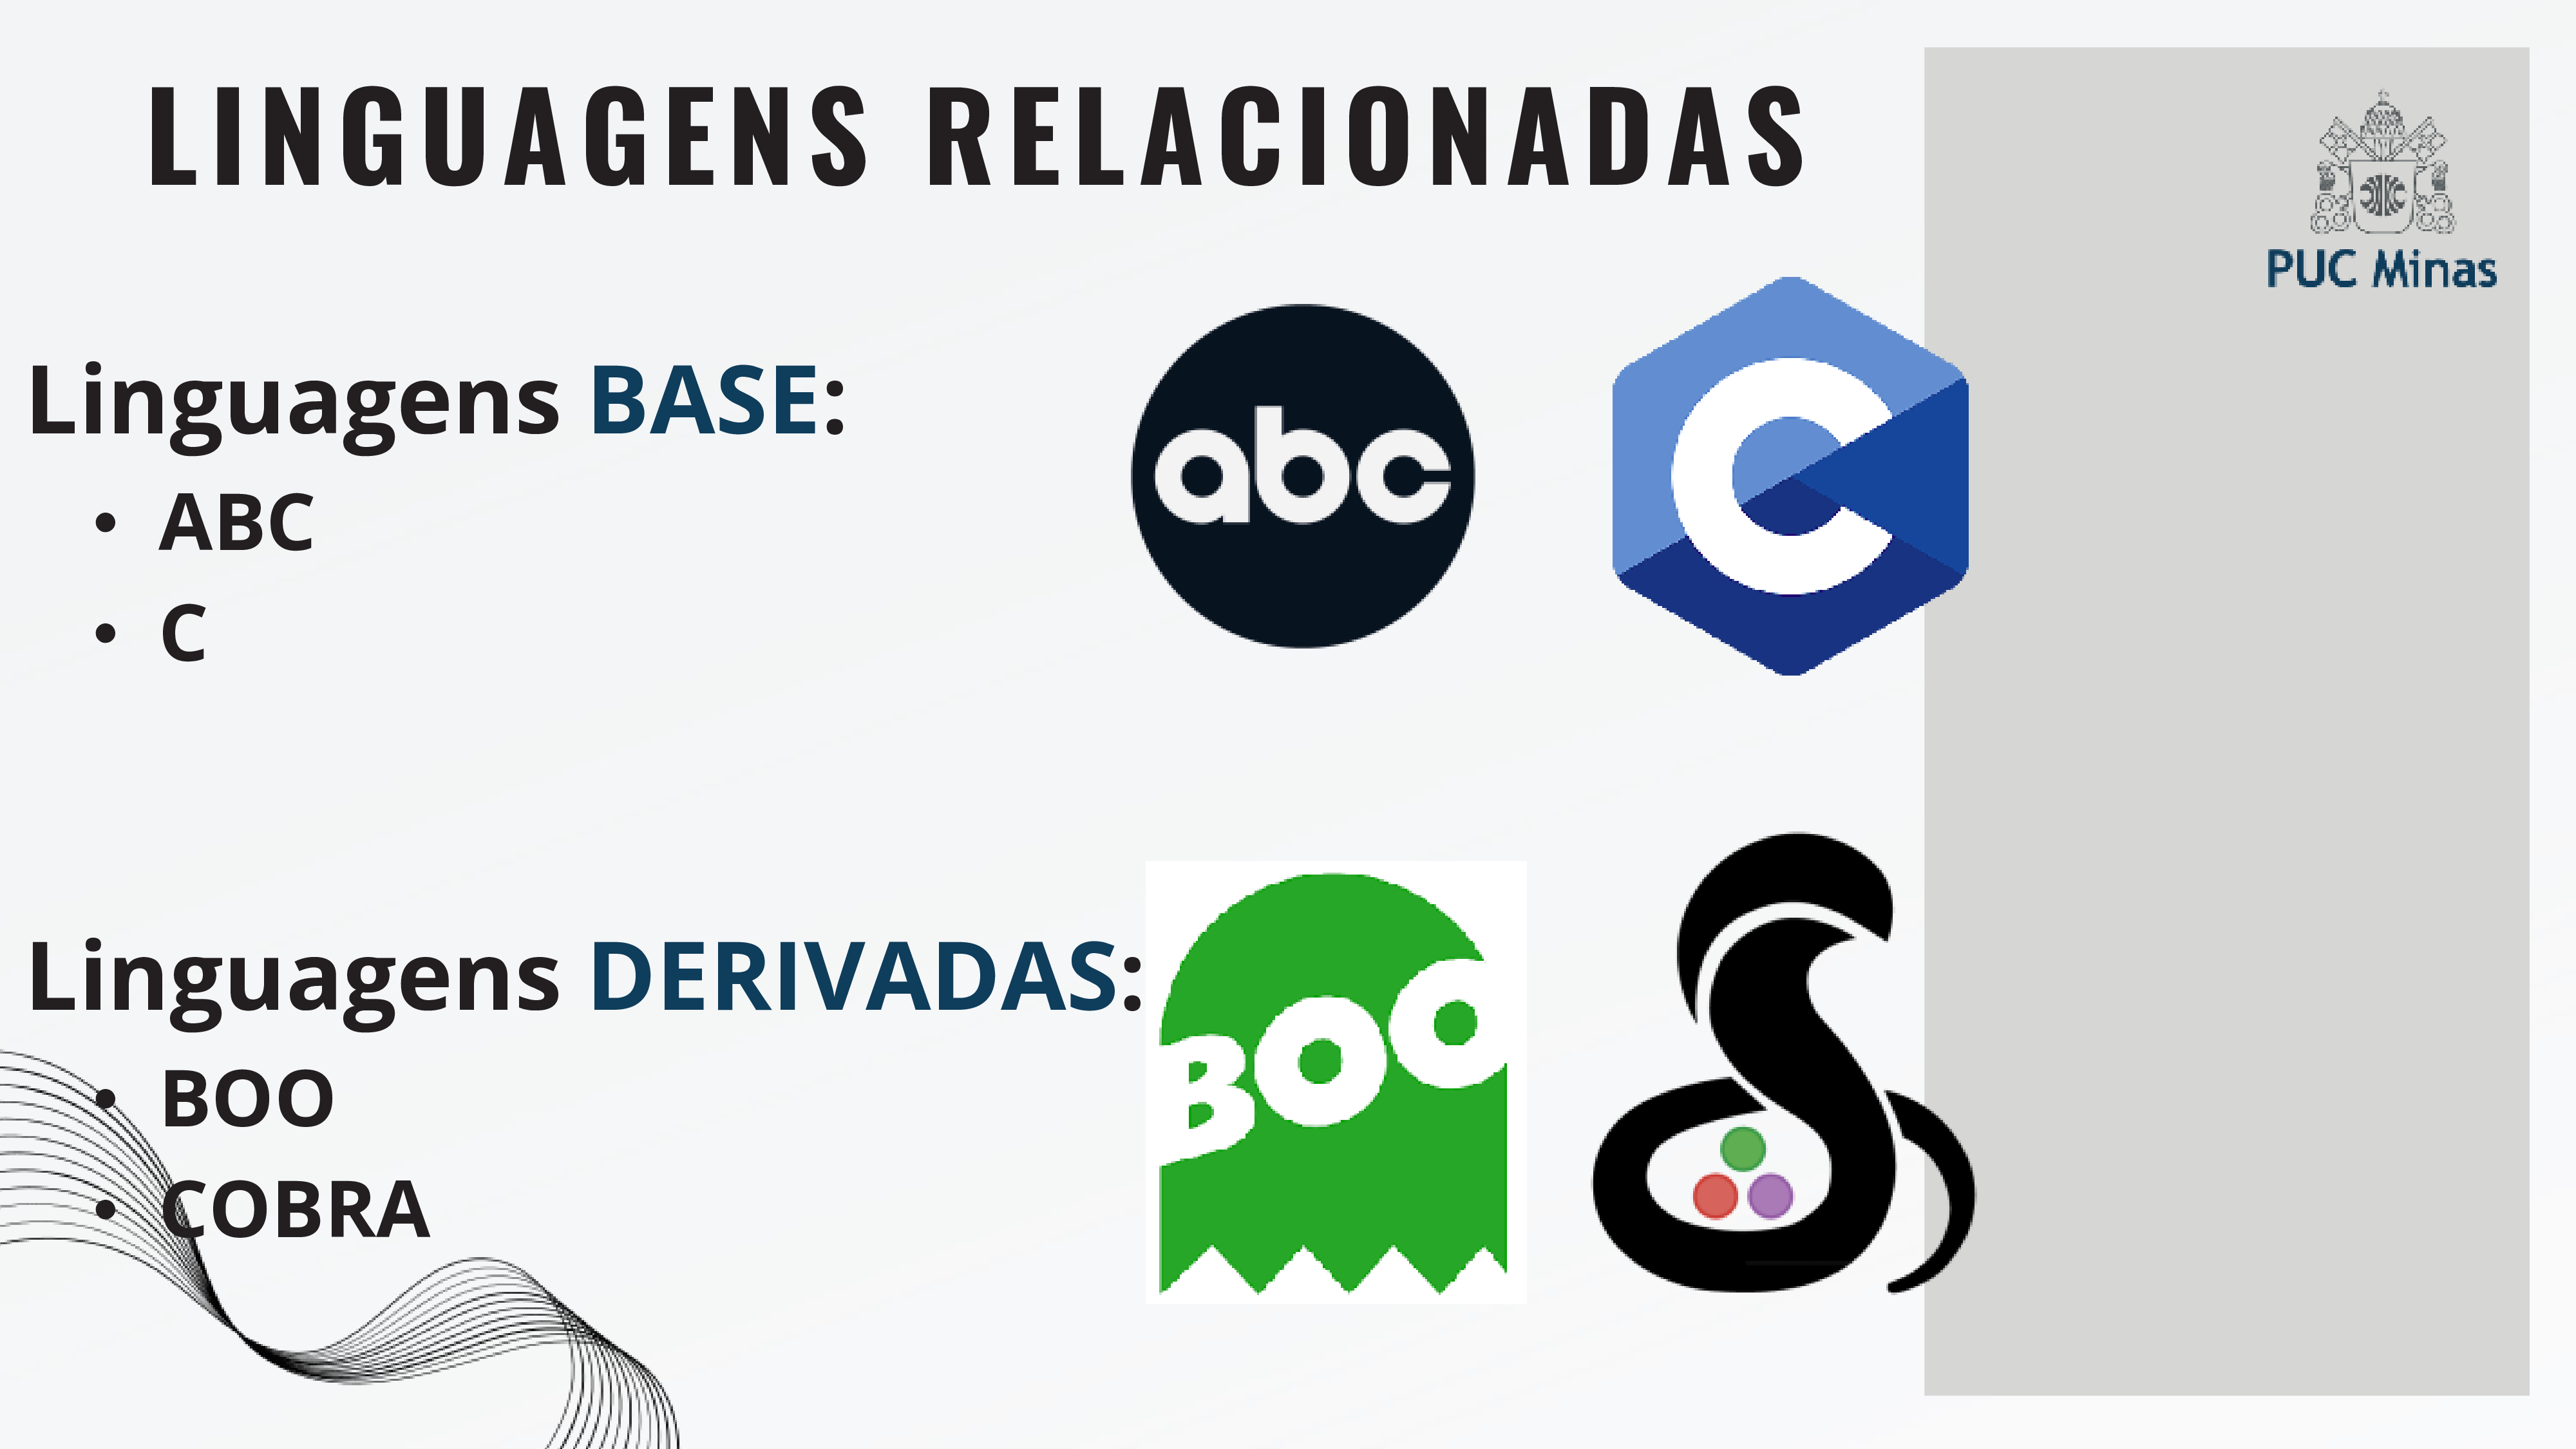 LINGUAGENS RELACIONADAS
PUC Minas
Linguagens BASE:
• ABC
• C
abc
C
Linguagens DERIVADAS:
• BOO
• COBRA
BOO